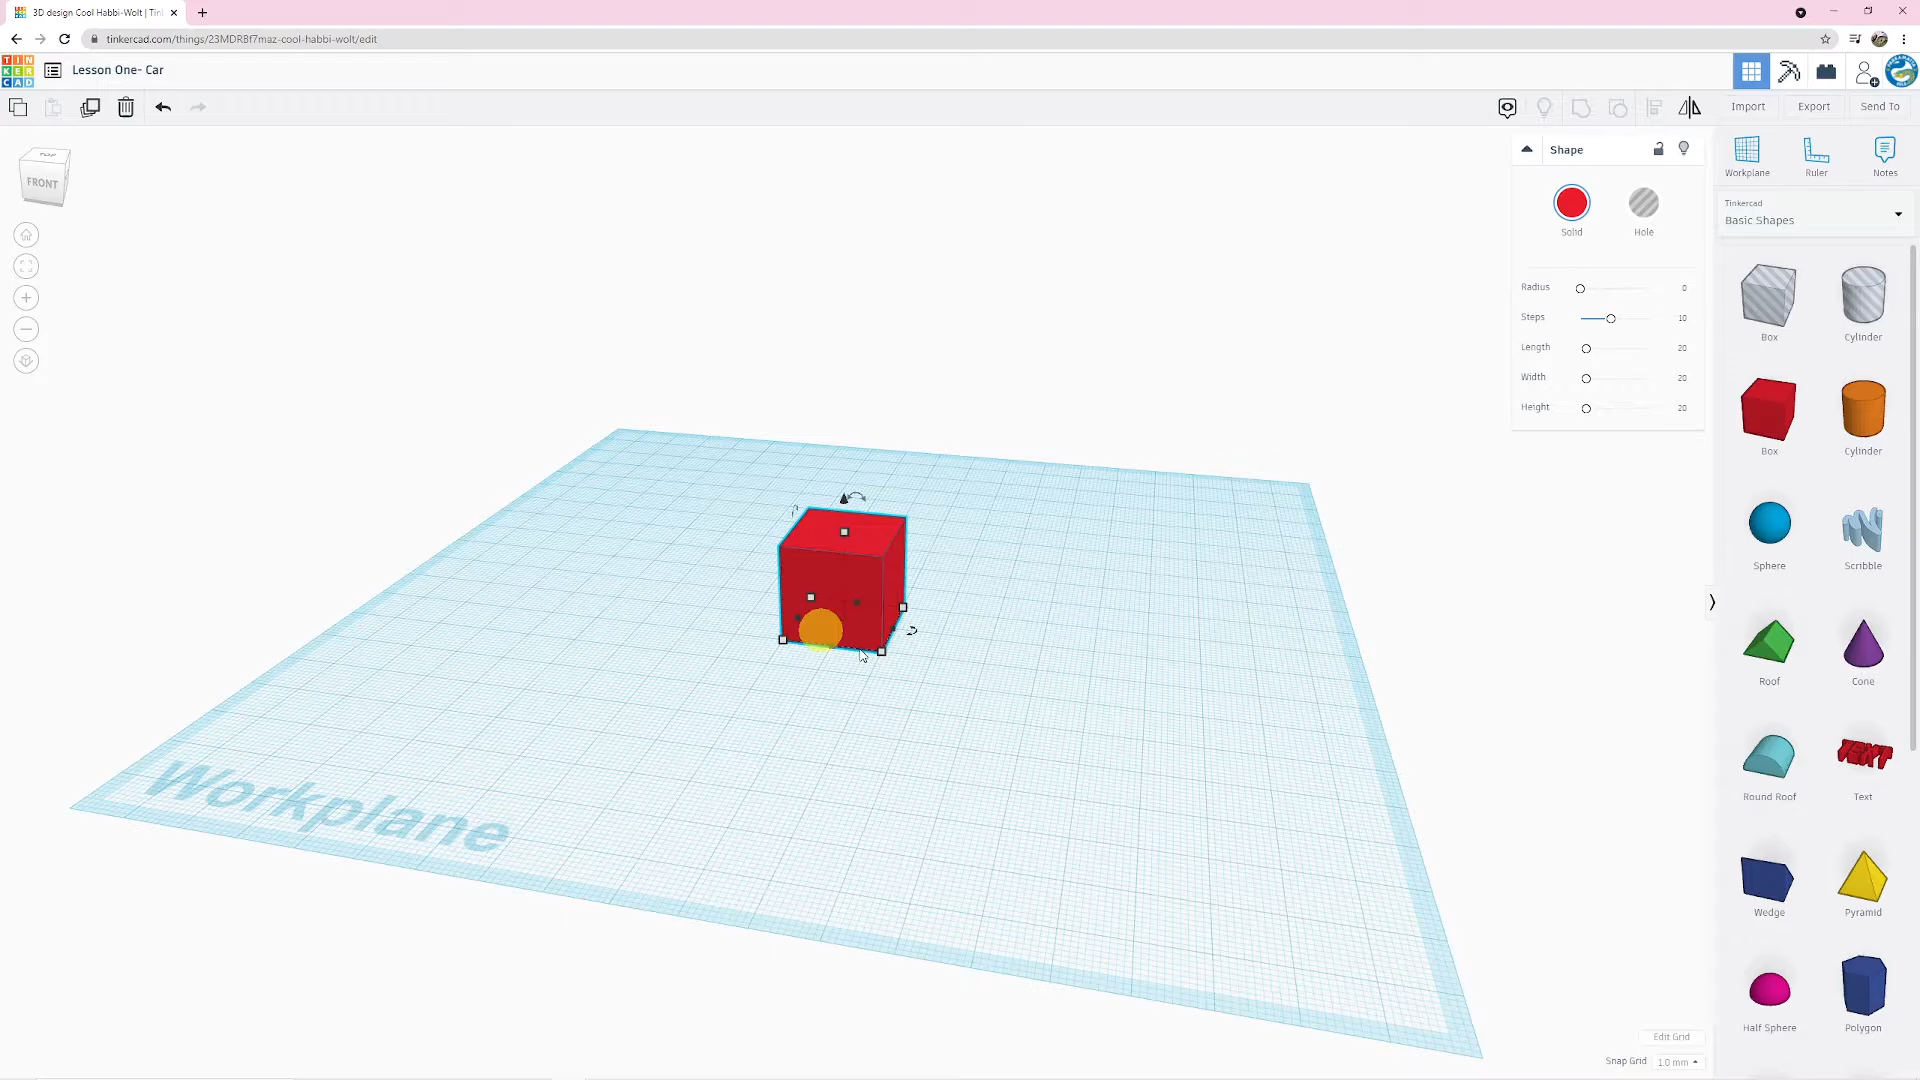 3D design Cool Habbi-Wolt | Tin
tinkercad.com/things/23MDRBf7maz-cool-habbi-wolt/edit
TIN
KER
CAD
Lesson One- Car
Import
Export
Send To
TOP
FRONT
Shape
Solid
Hole
Radius 0
Steps 10
Length 20
Width 20
Height 20
Workplane
Ruler
Notes
Tinkercad
Basic Shapes
Box
Cylinder
Box
Cylinder
Sphere
Scribble
Roof
Cone
Round Roof
TEXT
Text
Wedge
Pyramid
Half Sphere
Polygon
Workplane
Edit Grid
Snap Grid 1.0 mm